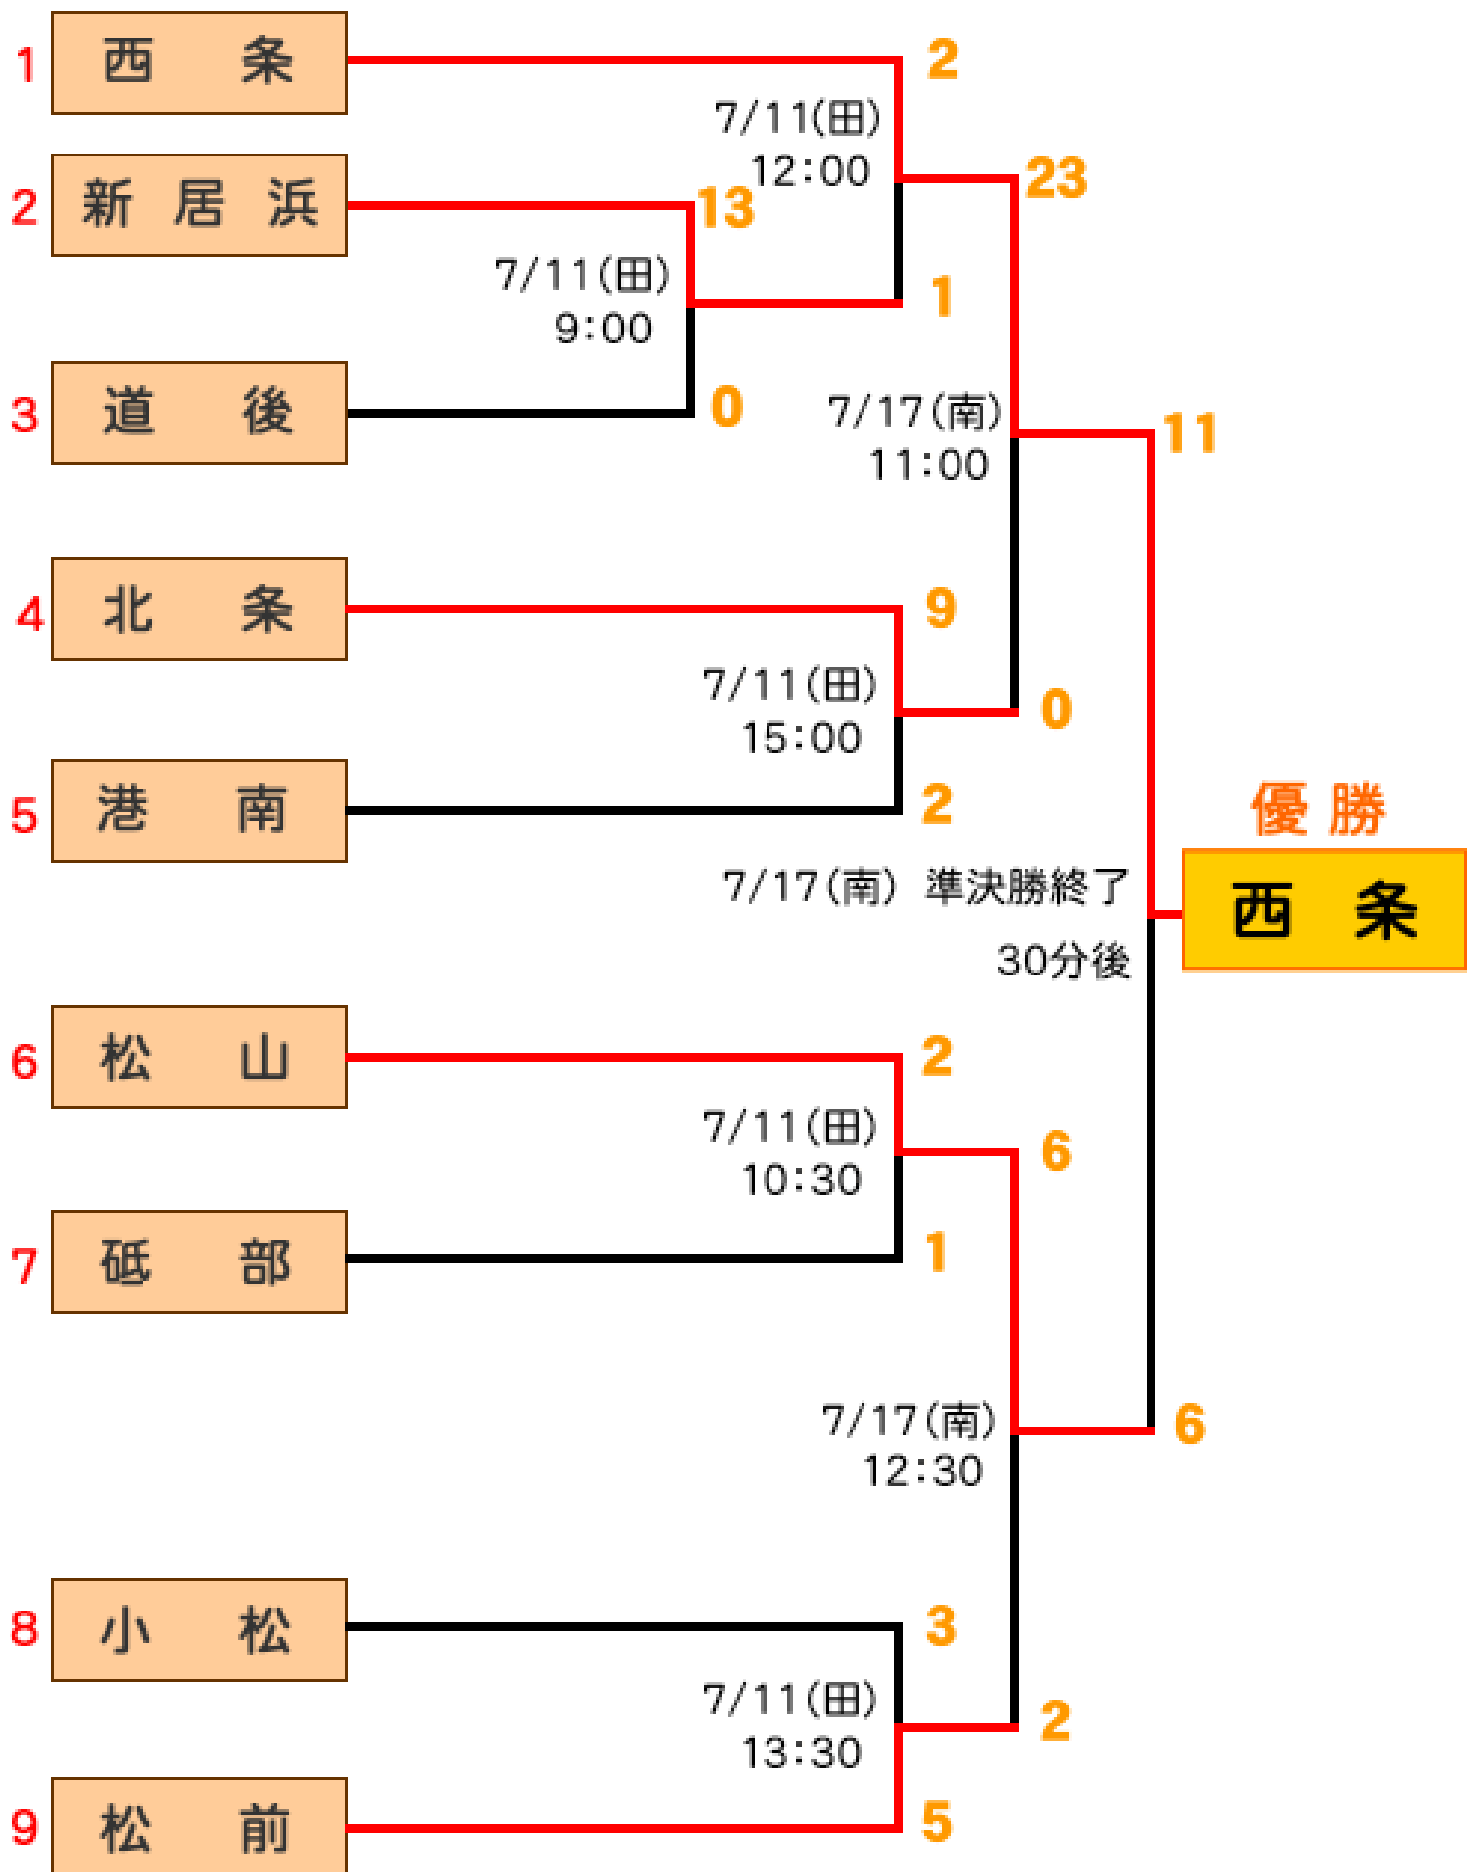 1 西 条 2
7/11(田)
12:00
23
2 新 居 浜 13
7/11(田)
9:00
1
3 道 後 0
7/17(南)
11:00
11
4 北 条 9
7/11(田)
15:00
0
5 港 南 2
優 勝
西 条
7/17(南) 準決勝終了
30分後
6 松 山 2
7/11(田)
10:30
6
7 砥 部 1
7/17(南)
12:30
6
8 小 松 3
7/11(田)
13:30
2
9 松 前 5